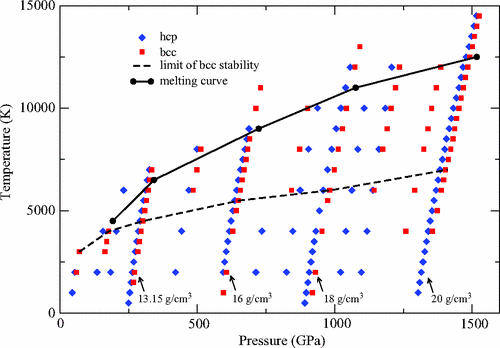 15000
10000
5000
0
Temperature (K)
hcp
bcc
limit of bcc stability
melting curve
13.15 g/cm³
16 g/cm³
18 g/cm³
20 g/cm³
0 500 1000 1500
Pressure (GPa)